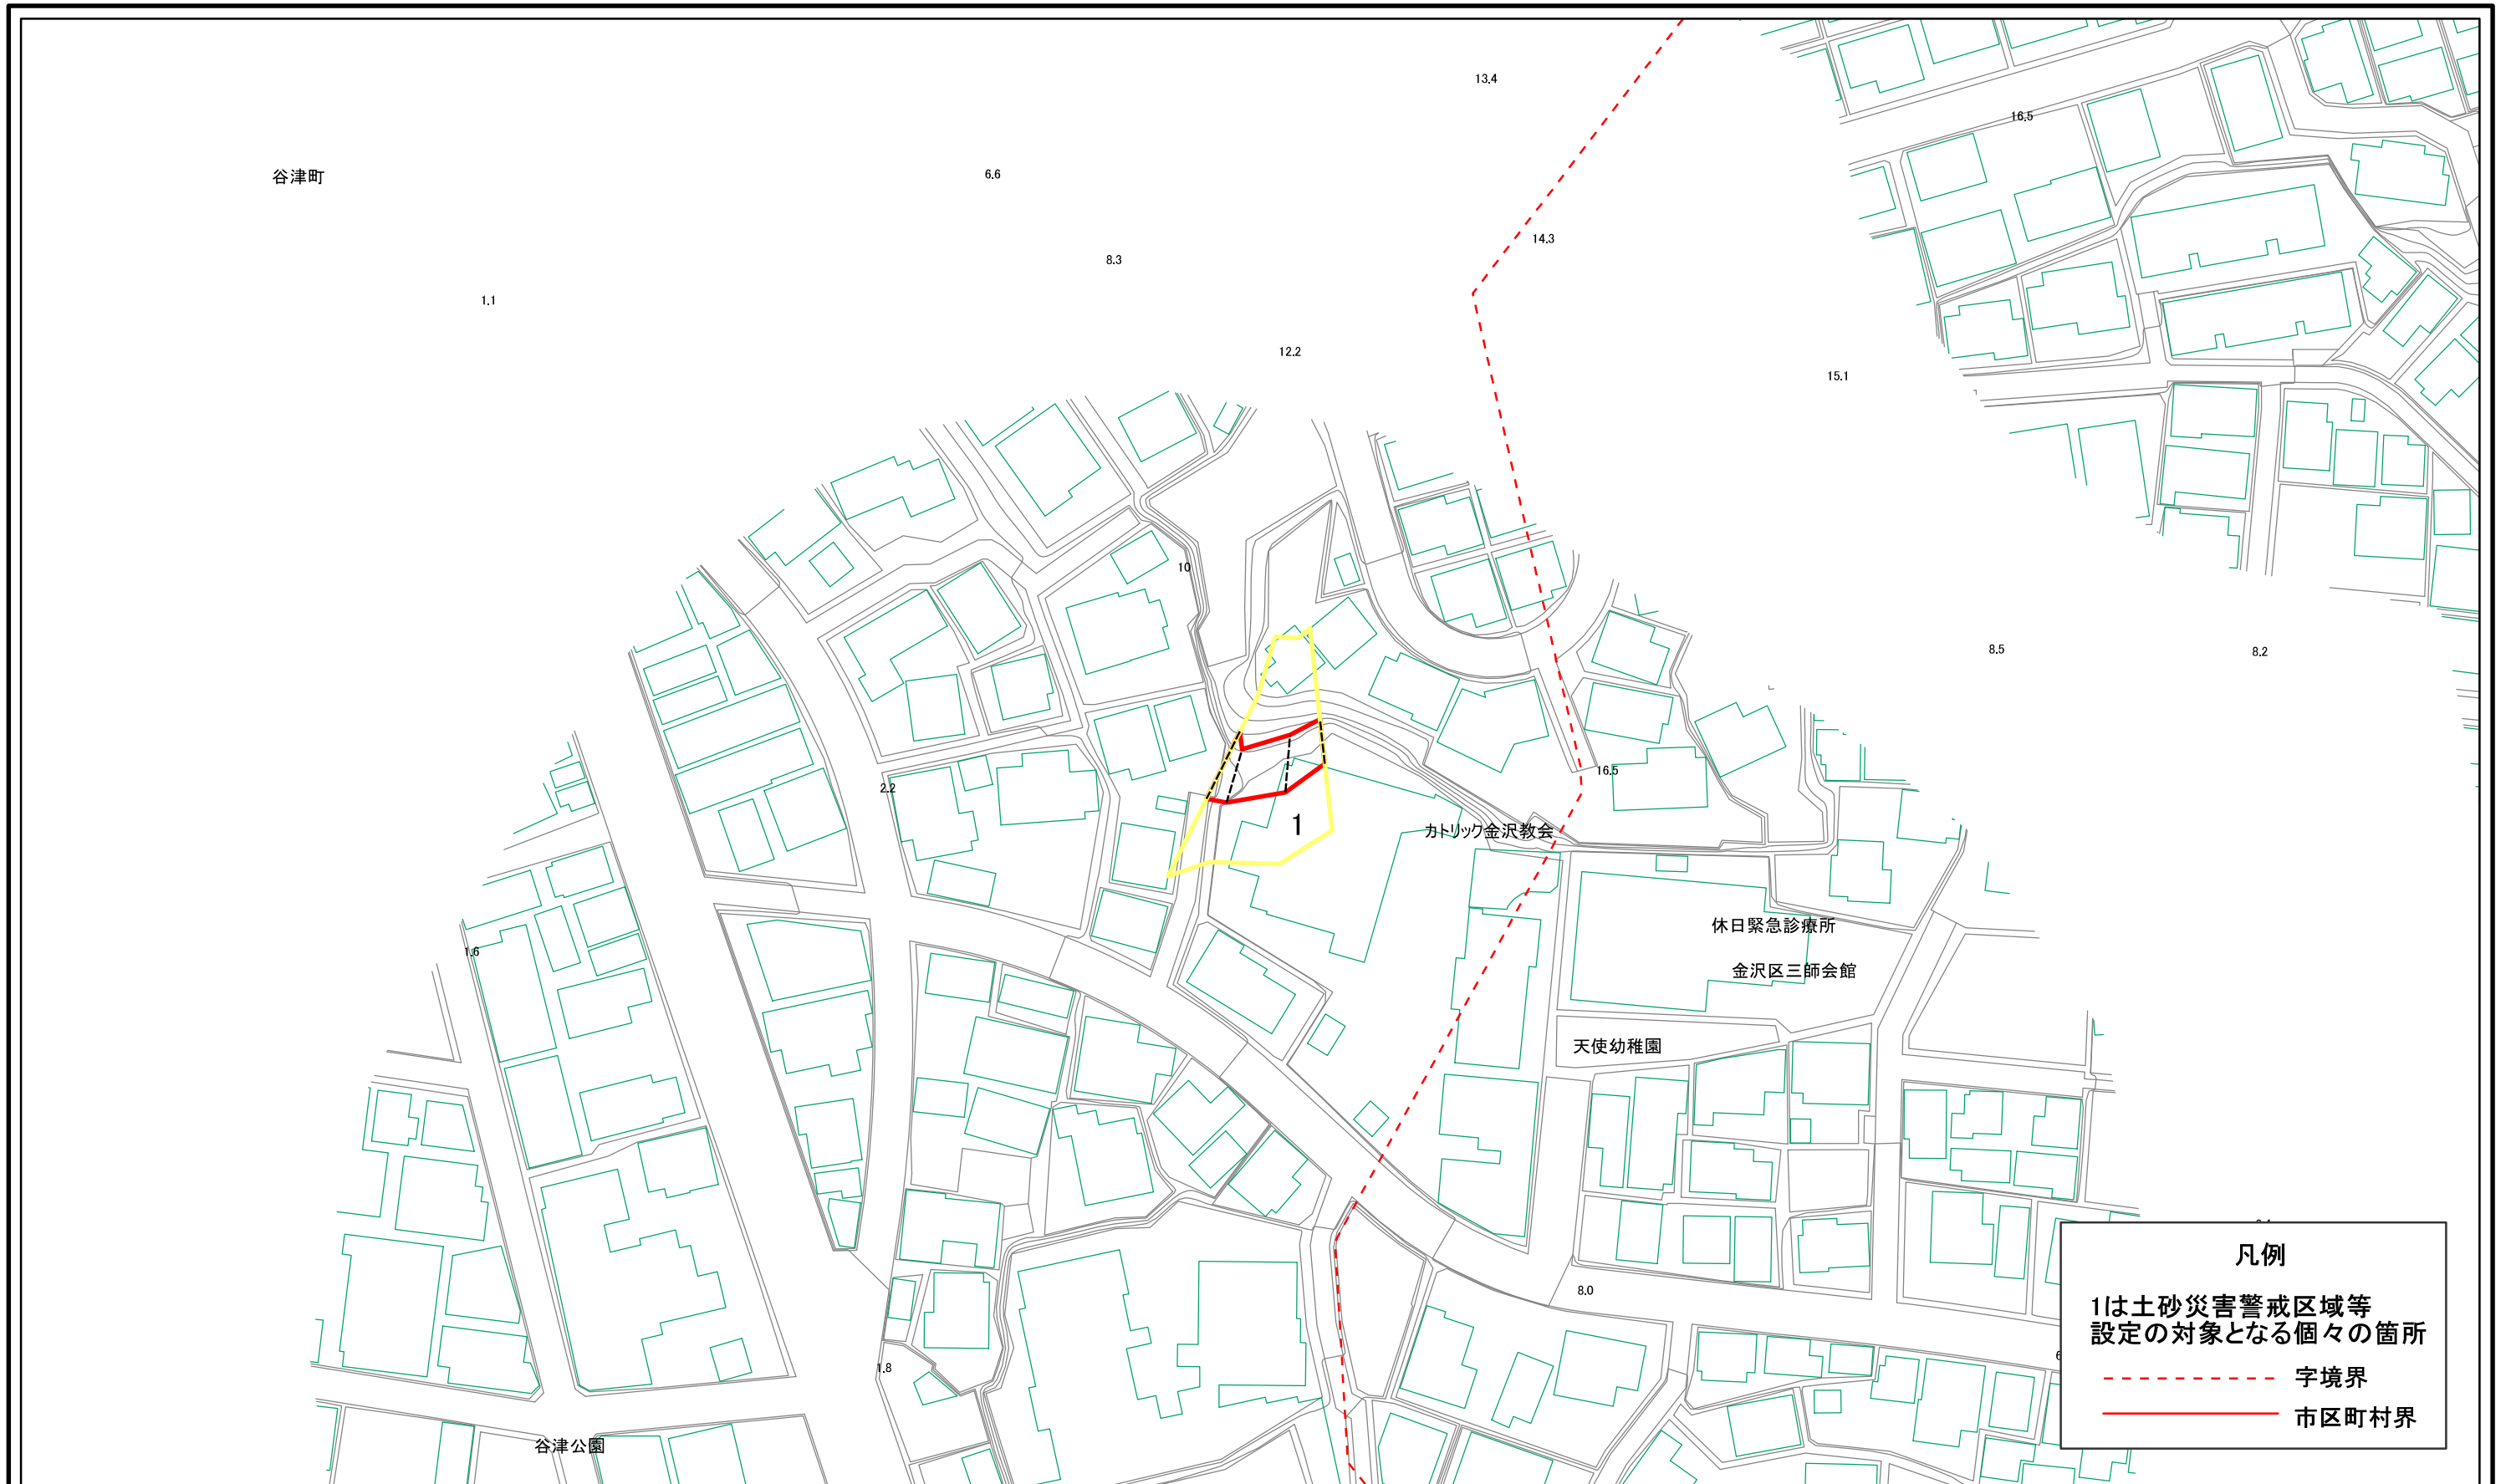 13.4
16.5
谷津町
6.6
14.3
8.3
1.1
12.2
15.1
10
8.5
8.2
16.5
2.2
1
カトリック金沢教会
休日緊急診療所
1.6
金沢区三師会館
天使幼稚園
凡例
1は土砂災害警戒区域等
設定の対象となる個々の箇所
字境界
市区町村界
8.0
1.8
谷津公園